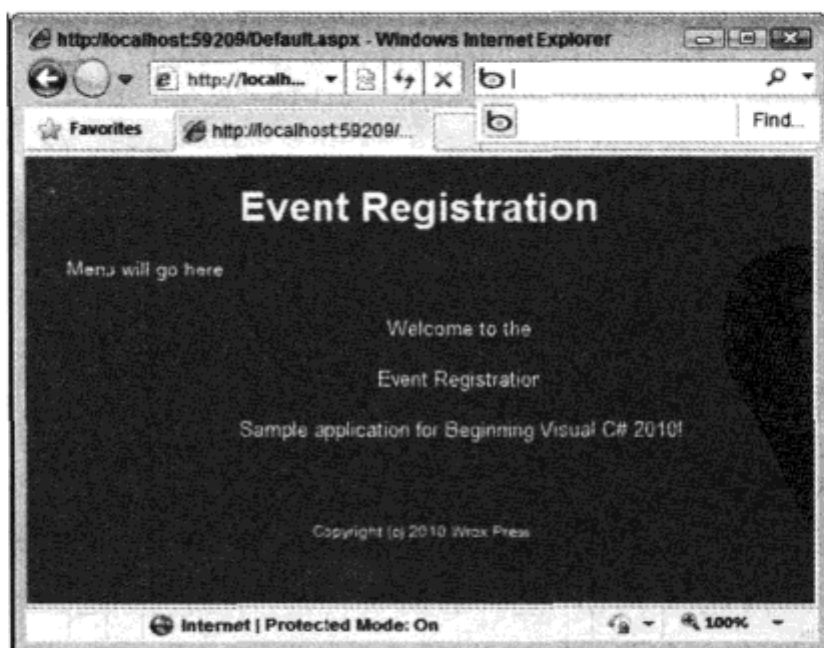 http://localhost:59209/Default.aspx - Windows Internet Explorer
http://localh...
Favorites
http://localhost:59209/...
Find...
Event Registration
Menu will go here
Welcome to the
Event Registration
Sample application for Beginning Visual C# 2010!
Copyright (c) 2010 Wrox Press
Internet | Protected Mode: On
100%